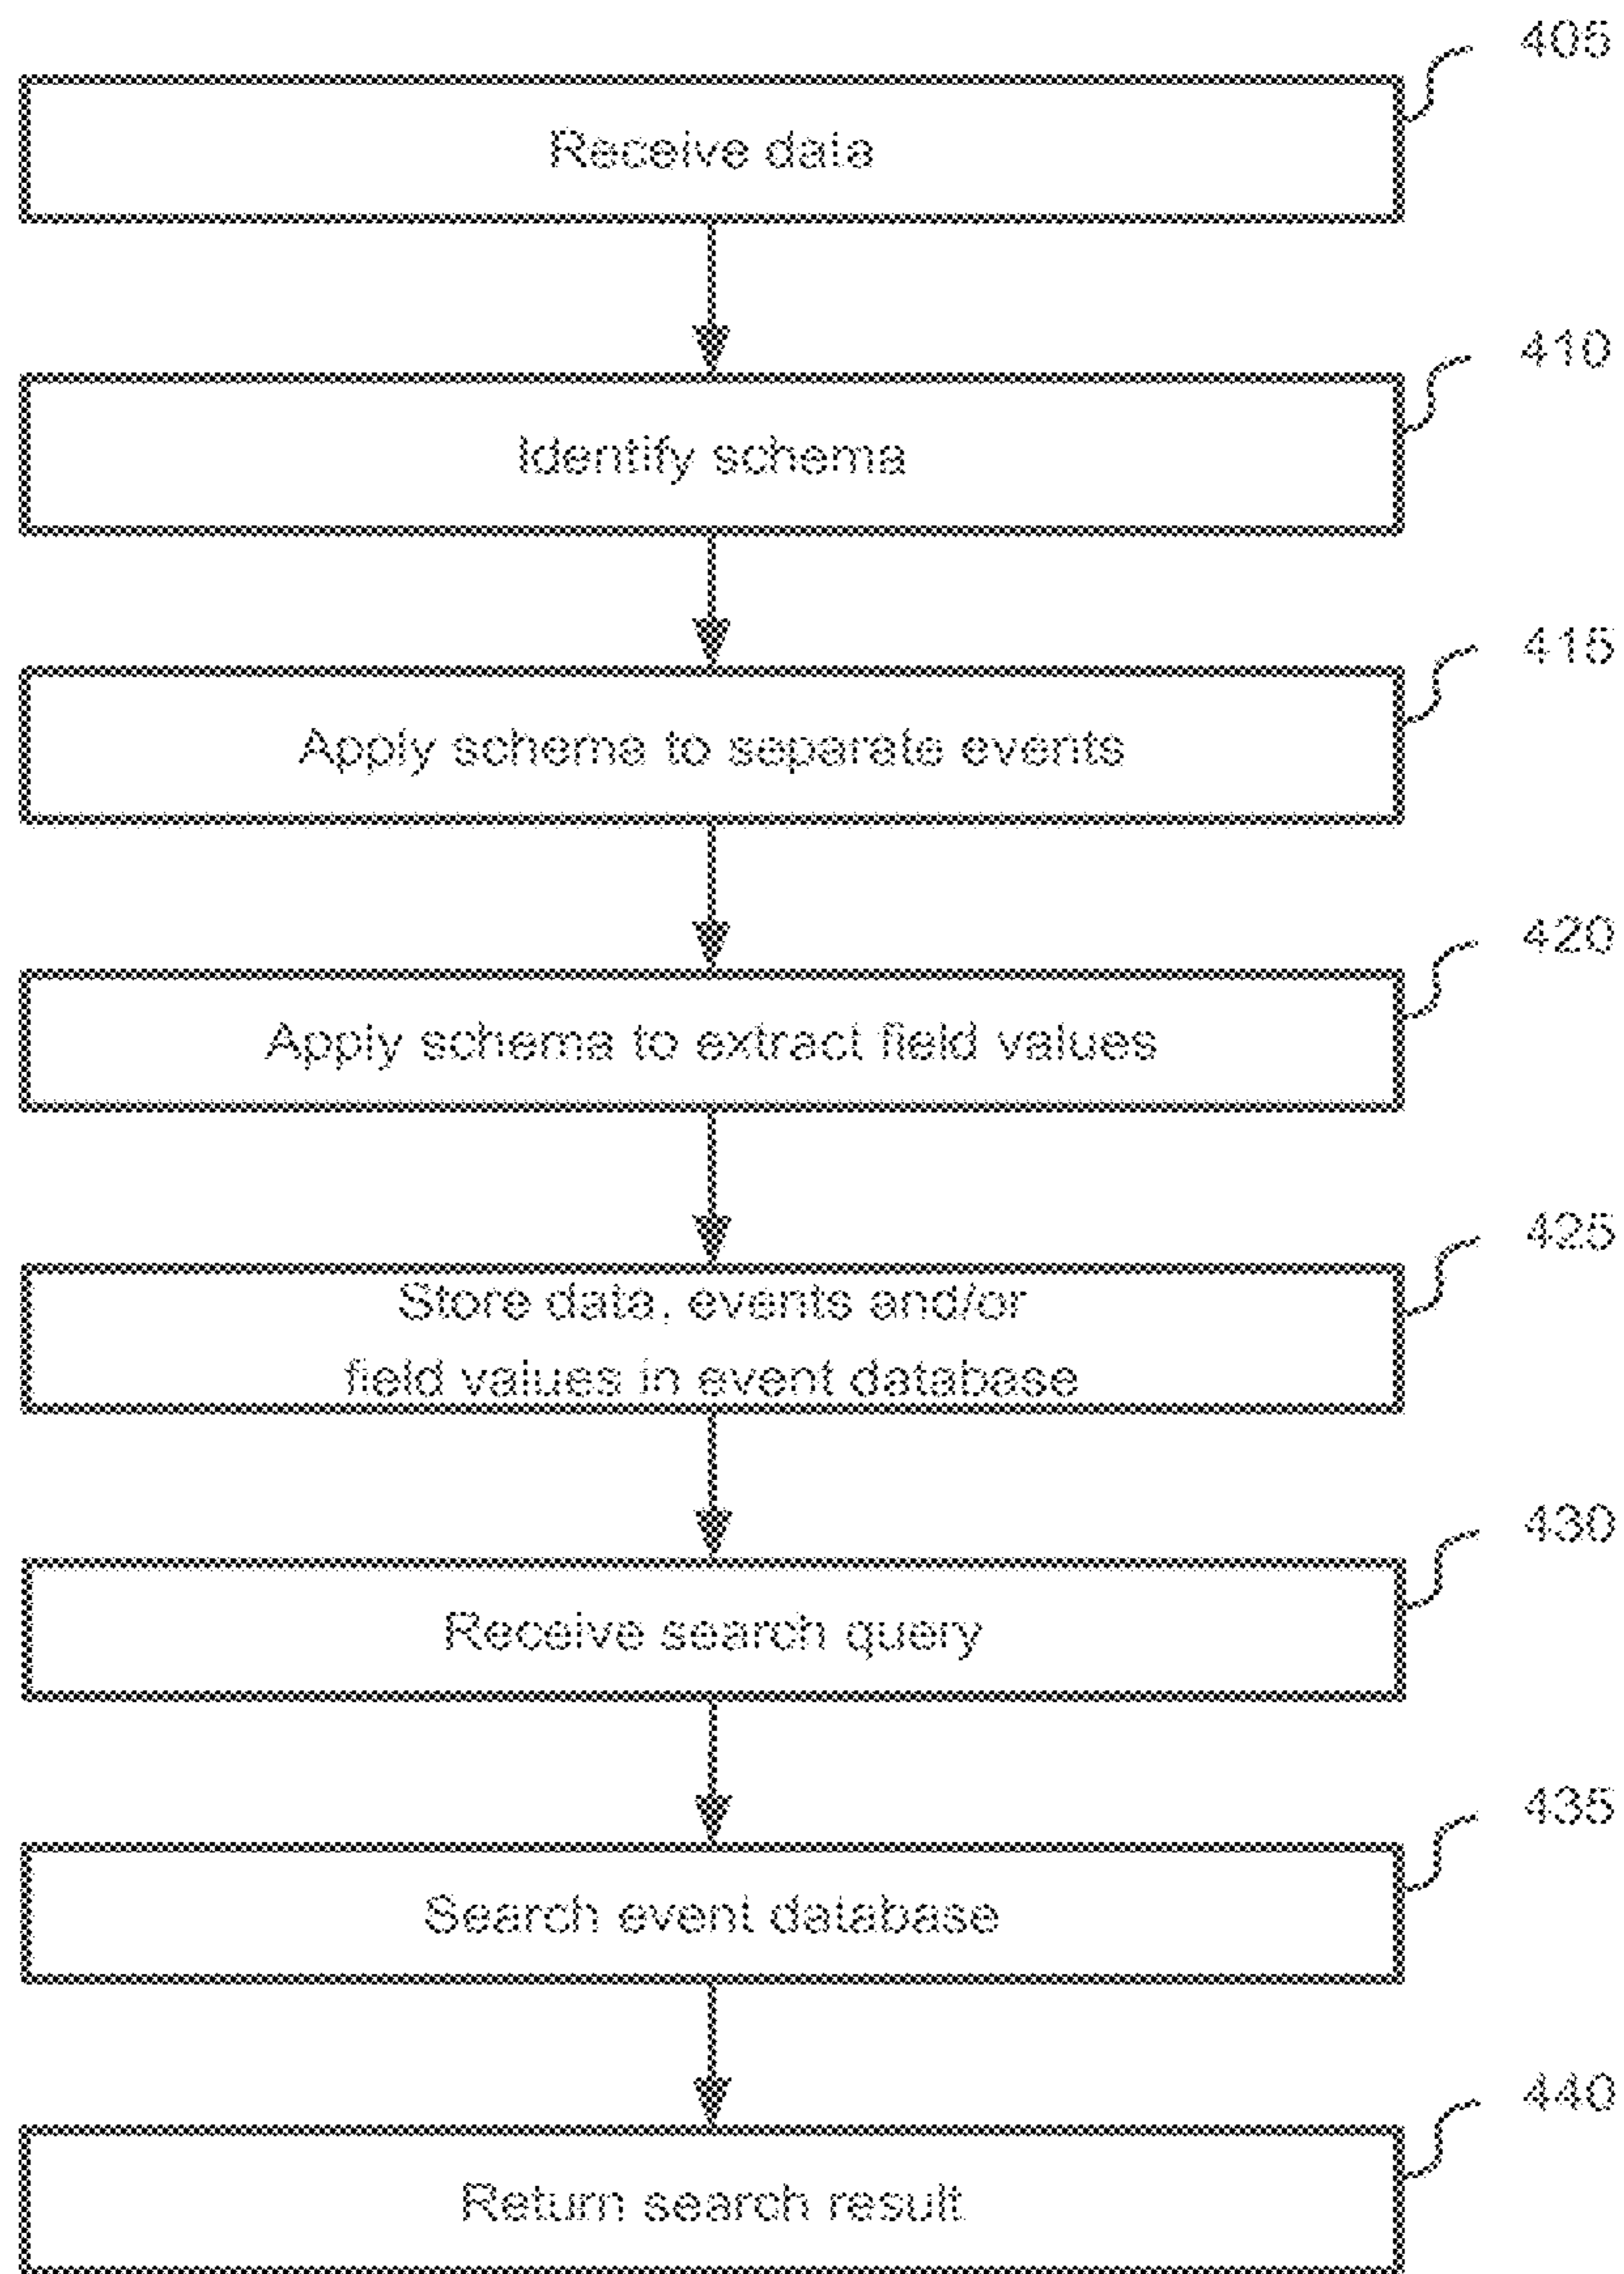 405
Receive data
410
Identify schema
415
Apply schema to separate events
420
Apply schema to extract field values
425
Store data, events and/or
field values in event database
430
Receive search query
435
Search event database
440
Return search result